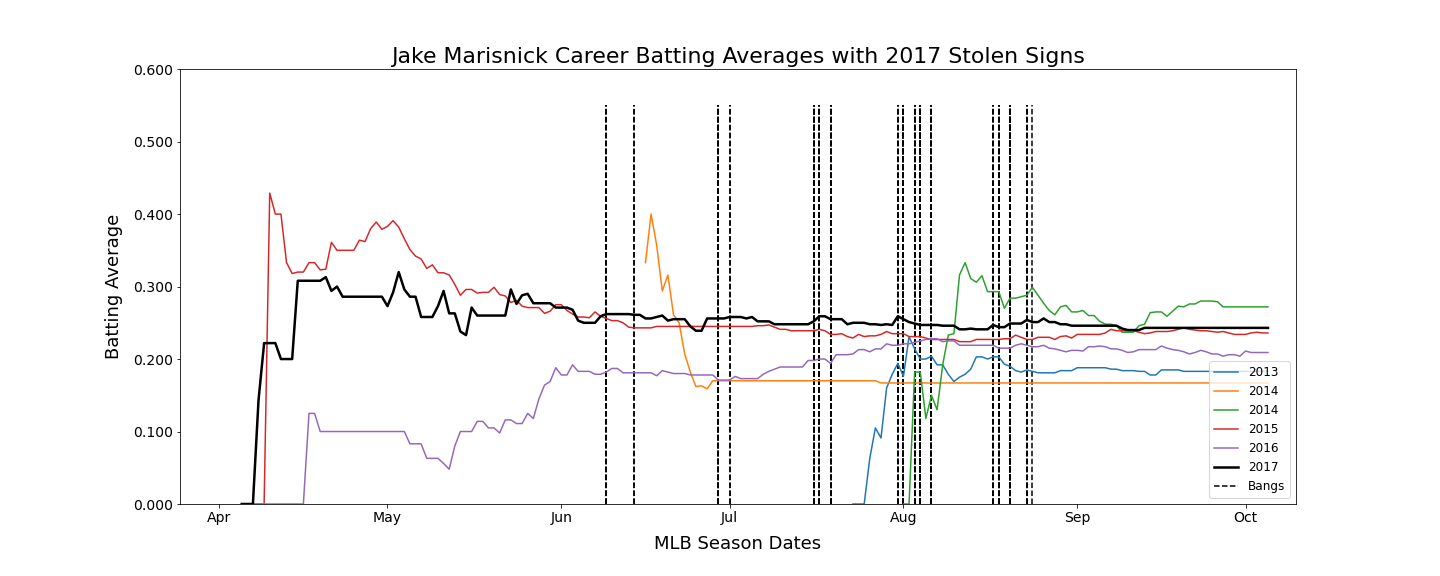 Jake Marisnick Career Batting Averages with 2017 Stolen Signs
0.600
0.500
0.400
0.300
0.200
0.100
0.000
Batting Average
Apr May Jun Jul Aug Sep Oct
MLB Season Dates
2013
2014
2014
2015
2016
2017
Bangs